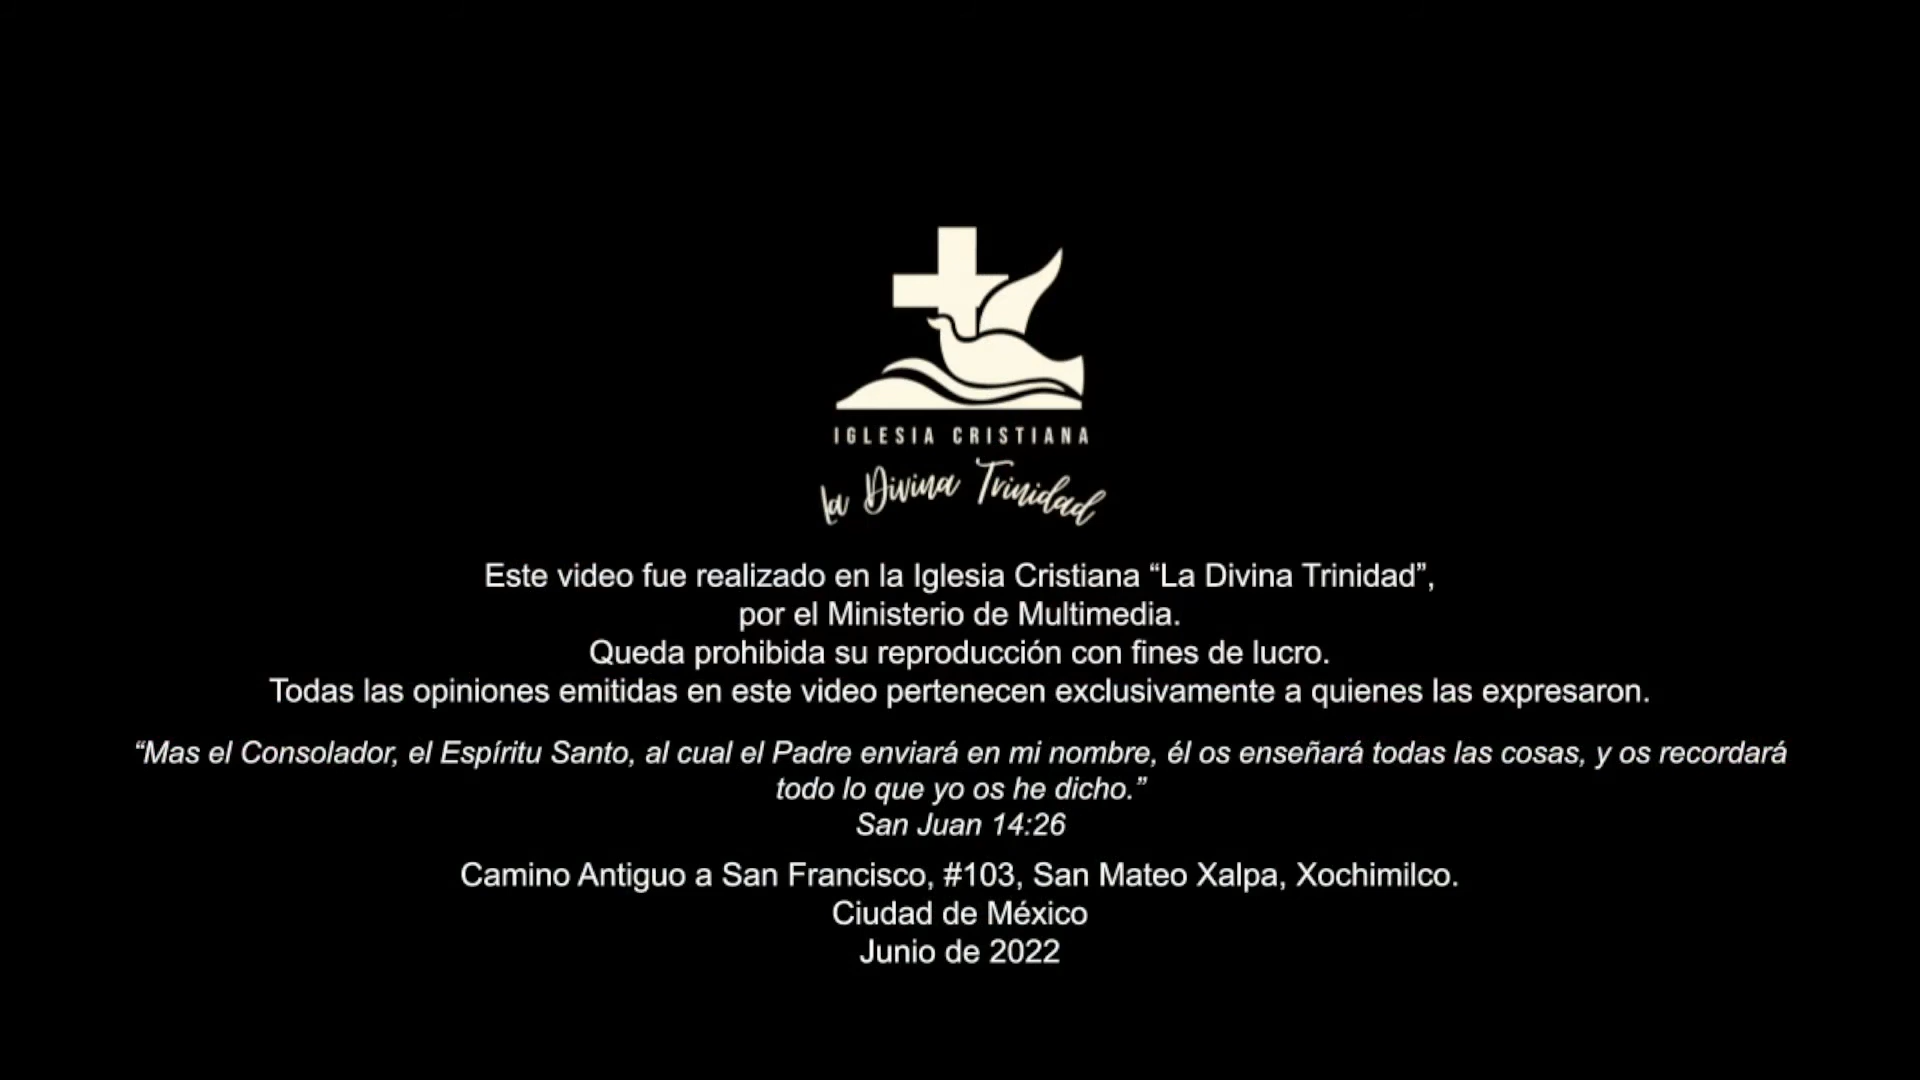 IGLESIA CRISTIANA
la Divina Trinidad
Este video fue realizado en la Iglesia Cristiana “La Divina Trinidad”,
por el Ministerio de Multimedia.
Queda prohibida su reproducción con fines de lucro.
Todas las opiniones emitidas en este video pertenecen exclusivamente a quienes las expresaron.
“Mas el Consolador, el Espíritu Santo, al cual el Padre enviará en mi nombre, él os enseñará todas las cosas, y os recordará
todo lo que yo os he dicho.”
San Juan 14:26
Camino Antiguo a San Francisco, #103, San Mateo Xalpa, Xochimilco.
Ciudad de México
Junio de 2022